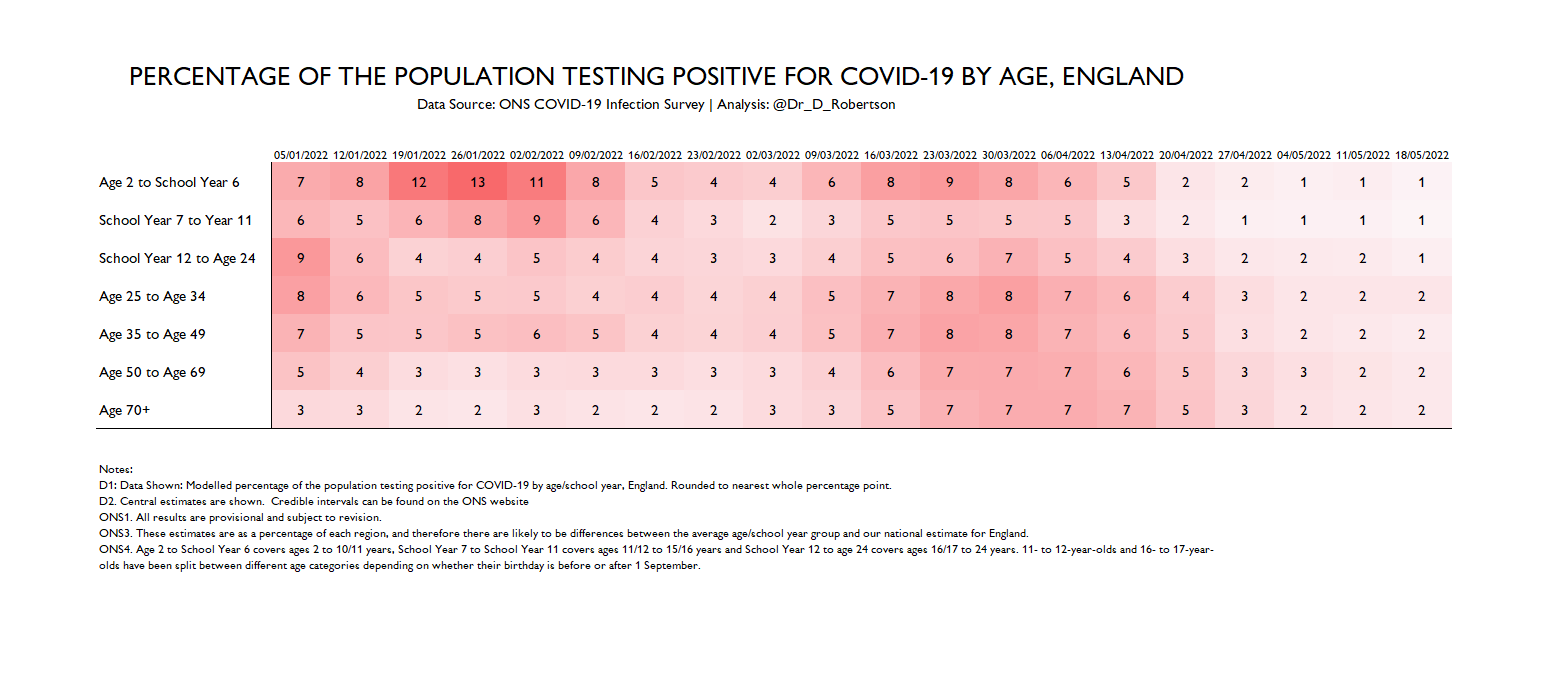 PERCENTAGE OF THE POPULATION TESTING POSITIVE FOR COVID-19 BY AGE, ENGLAND
Data Source: ONS COVID-19 Infection Survey | Analysis: @Dr_D_Robertson
05/01/2022 12/01/2022 19/01/2022 26/01/2022 02/02/2022 09/02/2022 16/02/2022 23/02/2022 02/03/2022 09/03/2022 16/03/2022 23/03/2022 30/03/2022 06/04/2022 13/04/2022 20/04/2022 27/04/2022 04/05/2022 11/05/2022 18/05/2022
Age 2 to School Year 6 7 8 12 13 11 8 5 4 4 6 8 9 8 6 5 2 2 1 1 1
School Year 7 to Year 11 6 5 6 8 9 6 4 3 2 3 5 5 5 5 3 2 1 1 1 1
School Year 12 to Age 24 9 6 4 4 5 4 4 3 3 4 5 6 7 5 4 3 2 2 2 1
Age 25 to Age 34 8 6 5 5 5 4 4 4 4 5 7 8 8 7 6 4 3 2 2 2
Age 35 to Age 49 7 5 5 5 6 5 4 4 4 5 7 8 8 7 6 5 3 2 2 2
Age 50 to Age 69 5 4 3 3 3 3 3 3 3 4 6 7 7 7 6 5 3 3 2 2
Age 70+ 3 3 2 2 3 2 2 2 3 3 5 7 7 7 7 5 3 2 2 2
Notes:
D1: Data Shown: Modelled percentage of the population testing positive for COVID-19 by age/school year, England. Rounded to nearest whole percentage point.
D2. Central estimates are shown.  Credible intervals can be found on the ONS website
ONS1. All results are provisional and subject to revision.
ONS3. These estimates are as a percentage of each region, and therefore there are likely to be differences between the average age/school year group and our national estimate for England.
ONS4. Age 2 to School Year 6 covers ages 2 to 10/11 years, School Year 7 to School Year 11 covers ages 11/12 to 15/16 years and School Year 12 to age 24 covers ages 16/17 to 24 years. 11- to 12-year-olds and 16- to 17-year-
olds have been split between different age categories depending on whether their birthday is before or after 1 September.